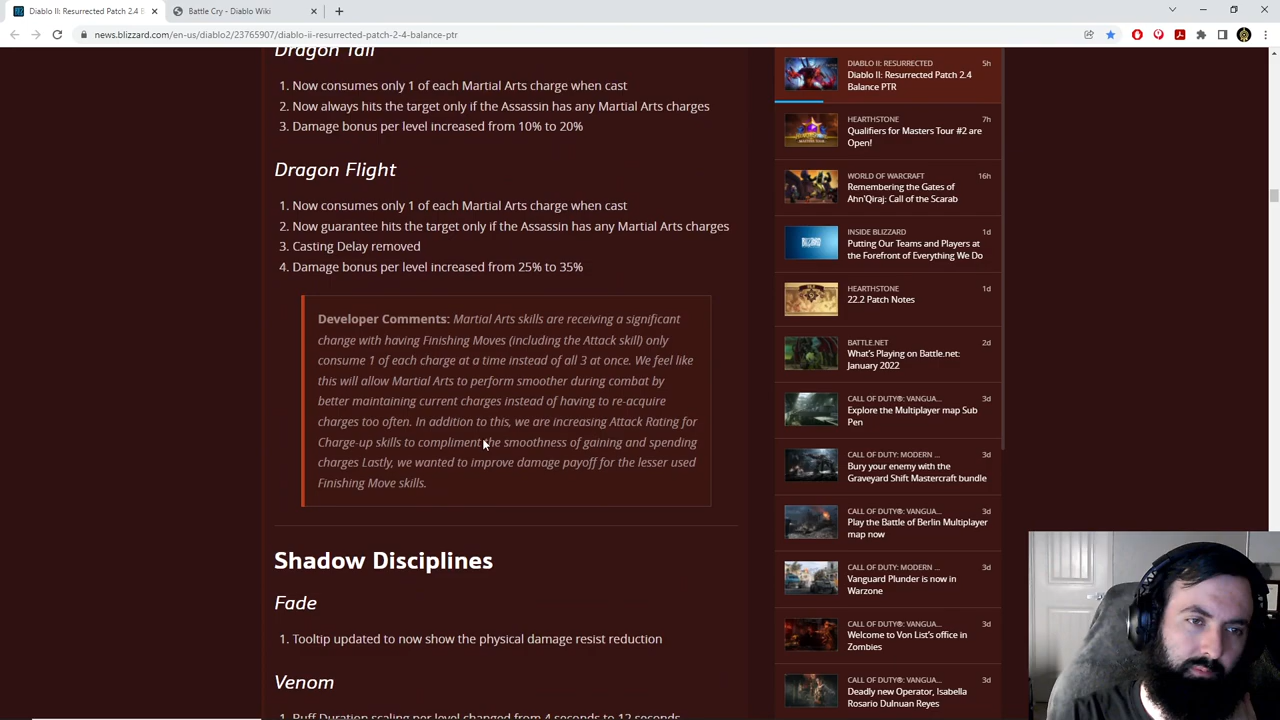 Diablo II: Resurrected Patch 2.4 B
Battle Cry - Diablo Wiki
news.blizzard.com/en-us/diablo2/23765907/diablo-ii-resurrected-patch-2-4-balance-ptr
Dragon Tail
1. Now consumes only 1 of each Martial Arts charge when cast
2. Now always hits the target only if the Assassin has any Martial Arts charges
3. Damage bonus per level increased from 10% to 20%
Dragon Flight
1. Now consumes only 1 of each Martial Arts charge when cast
2. Now guarantee hits the target only if the Assassin has any Martial Arts charges
3. Casting Delay removed
4. Damage bonus per level increased from 25% to 35%
Developer Comments: Martial Arts skills are receiving a significant
change with having Finishing Moves (including the Attack skill) only
consume 1 of each charge at a time instead of all 3 at once. We feel like
this will allow Martial Arts to perform smoother during combat by
better maintaining current charges instead of having to re-acquire
charges too often. In addition to this, we are increasing Attack Rating for
Charge-up skills to compliment the smoothness of gaining and spending
charges Lastly, we wanted to improve damage payoff for the lesser used
Finishing Move skills.
Shadow Disciplines
Fade
1. Tooltip updated to now show the physical damage resist reduction
Venom
1. Buff Duration scaling per level changed from 4 seconds to 12 seconds
DIABLO II: RESURRECTED 5h
Diablo II: Resurrected Patch 2.4
Balance PTR
HEARTHSTONE 7h
Qualifiers for Masters Tour #2 are
Open!
WORLD OF WARCRAFT 16h
Remembering the Gates of
Ahn'Qiraj: Call of the Scarab
INSIDE BLIZZARD 1d
Putting Our Teams and Players at
the Forefront of Everything We Do
HEARTHSTONE 1d
22.2 Patch Notes
BATTLE.NET 2d
What's Playing on Battle.net:
January 2022
CALL OF DUTY®: VANGUA... 3d
Explore the Multiplayer map Sub
Pen
CALL OF DUTY: MODERN ... 3d
Bury your enemy with the
Graveyard Shift Mastercraft bundle
CALL OF DUTY®: VANGUA... 3d
Play the Battle of Berlin Multiplayer
map now
CALL OF DUTY: MODERN ... 3d
Vanguard Plunder is now in
Warzone
CALL OF DUTY®: VANGUA... 3d
Welcome to Von List's office in
Zombies
CALL OF DUTY®: VANGUA... 3d
Deadly new Operator, Isabella
Rosario Dulnuan Reyes